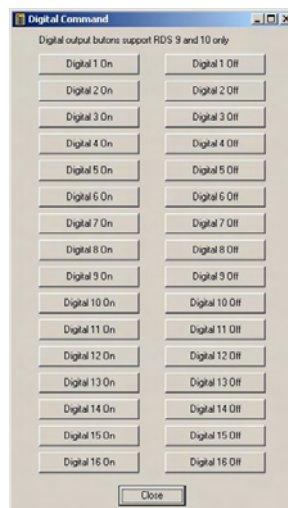 Digital Command
Digital output butons support RDS 9 and 10 only
Digital 1 On Digital 1 Off
Digital 2 On Digital 2 Off
Digital 3 On Digital 3 Off
Digital 4 On Digital 4 Off
Digital 5 On Digital 5 Off
Digital 6 On Digital 6 Off
Digital 7 On Digital 7 Off
Digital 8 On Digital 8 Off
Digital 9 On Digital 9 Off
Digital 10 On Digital 10 Off
Digital 11 On Digital 11 Off
Digital 12 On Digital 12 Off
Digital 13 On Digital 13 Off
Digital 14 On Digital 14 Off
Digital 15 On Digital 15 Off
Digital 16 On Digital 16 Off
Close